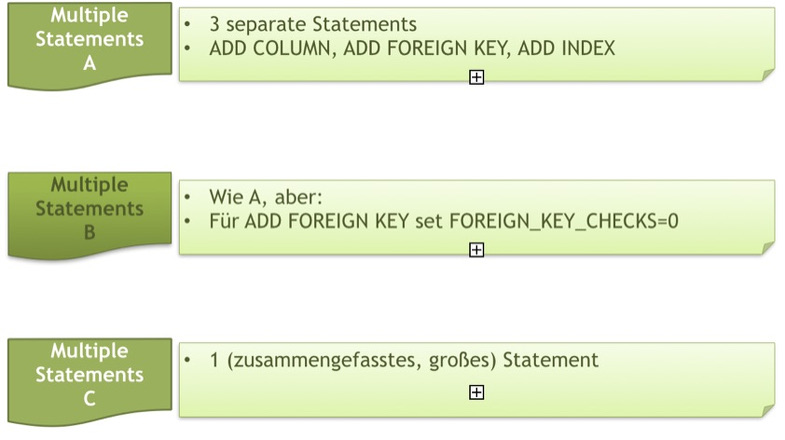 Multiple
Statements
A
• 3 separate Statements
• ADD COLUMN, ADD FOREIGN KEY, ADD INDEX
Multiple
Statements
B
• Wie A, aber:
• Für ADD FOREIGN KEY set FOREIGN_KEY_CHECKS=0
Multiple
Statements
C
• 1 (zusammengefasstes, großes) Statement